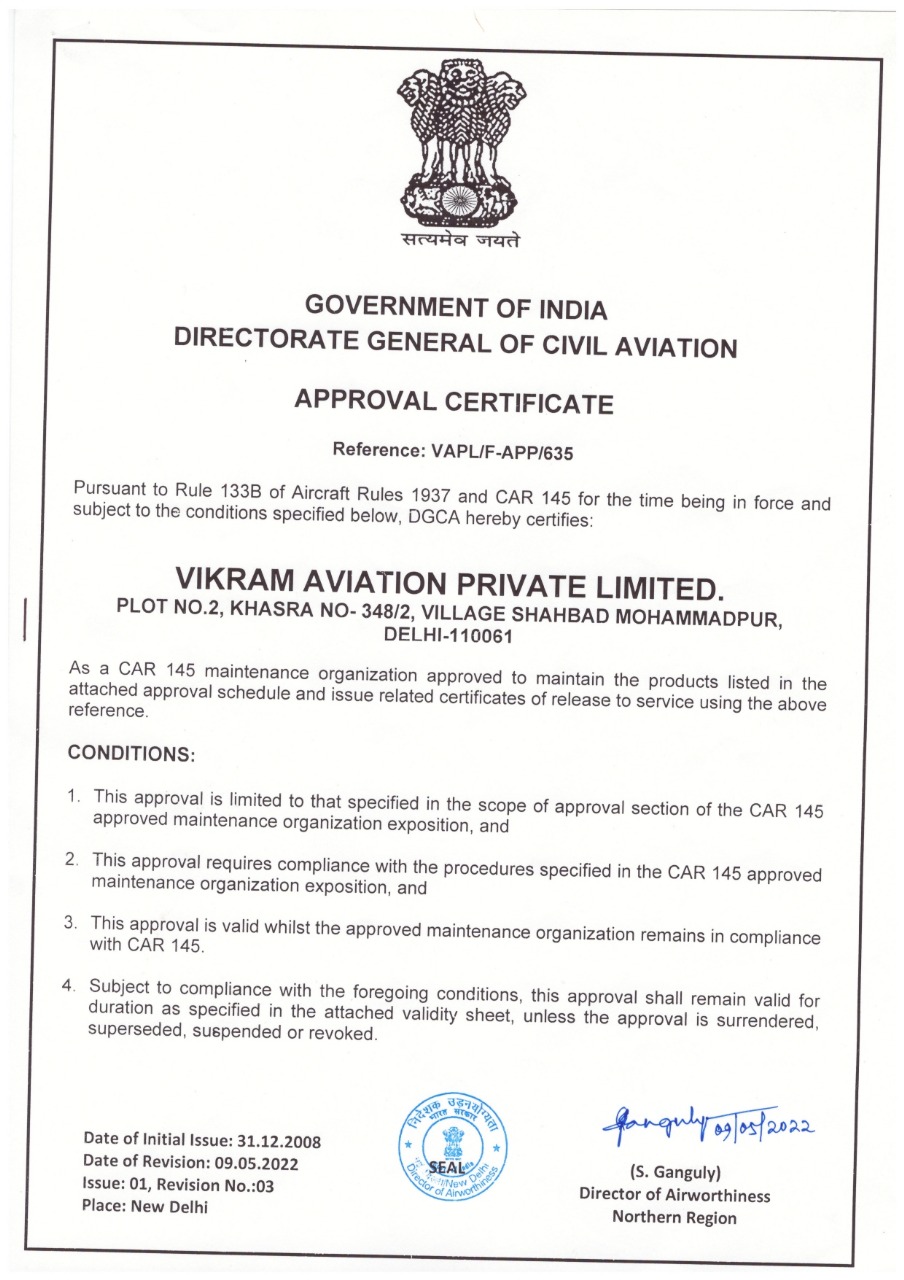 सत्यमेव जयते
GOVERNMENT OF INDIA
DIRECTORATE GENERAL OF CIVIL AVIATION
APPROVAL CERTIFICATE
Reference: VAPL/F-APP/635
Pursuant to Rule 133B of Aircraft Rules 1937 and CAR 145 for the time being in force and
subject to the conditions specified below, DGCA hereby certifies:
VIKRAM AVIATION PRIVATE LIMITED.
PLOT NO.2, KHASRA NO- 348/2, VILLAGE SHAHBAD MOHAMMADPUR,
DELHI-110061
As a CAR 145 maintenance organization approved to maintain the products listed in the
attached approval schedule and issue related certificates of release to service using the above
reference.
CONDITIONS:
1. This approval is limited to that specified in the scope of approval section of the CAR 145
approved maintenance organization exposition, and
2. This approval requires compliance with the procedures specified in the CAR 145 approved
maintenance organization exposition, and
3. This approval is valid whilst the approved maintenance organization remains in compliance
with CAR 145.
4. Subject to compliance with the foregoing conditions, this approval shall remain valid for
duration as specified in the attached validity sheet, unless the approval is surrendered,
superseded, suspended or revoked.
Date of Initial Issue: 31.12.2008
Date of Revision: 09.05.2022
Issue: 01, Revision No.:03
Place: New Delhi
निदेशक उड़नयोग्यता
भारत सरकार
SEAL
New Delhi
Director of Airworthiness
Ganguly 09/05/2022
(S. Ganguly)
Director of Airworthiness
Northern Region